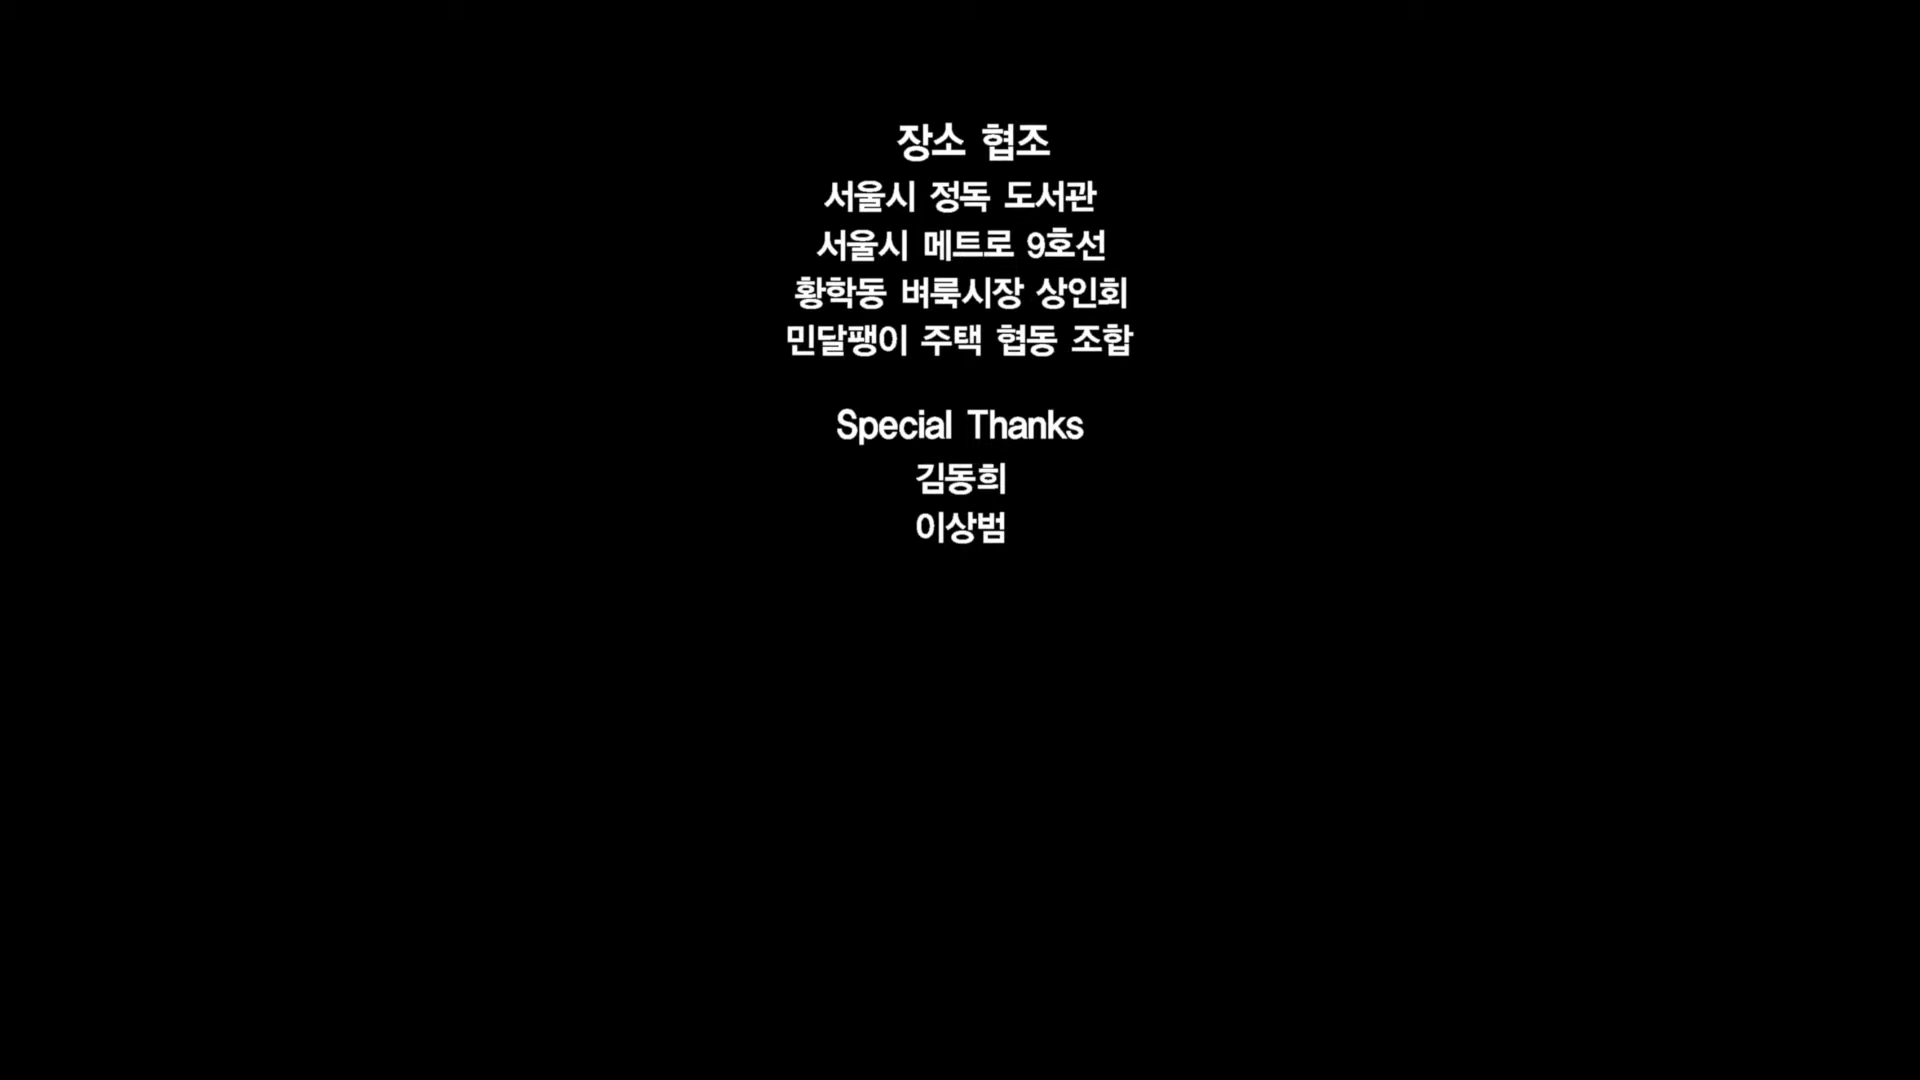 장소 협조
서울시 정독 도서관
서울시 메트로 9호선
황학동 벼룩시장 상인회
민달팽이 주택 협동 조합
Special Thanks
김동희
이상범